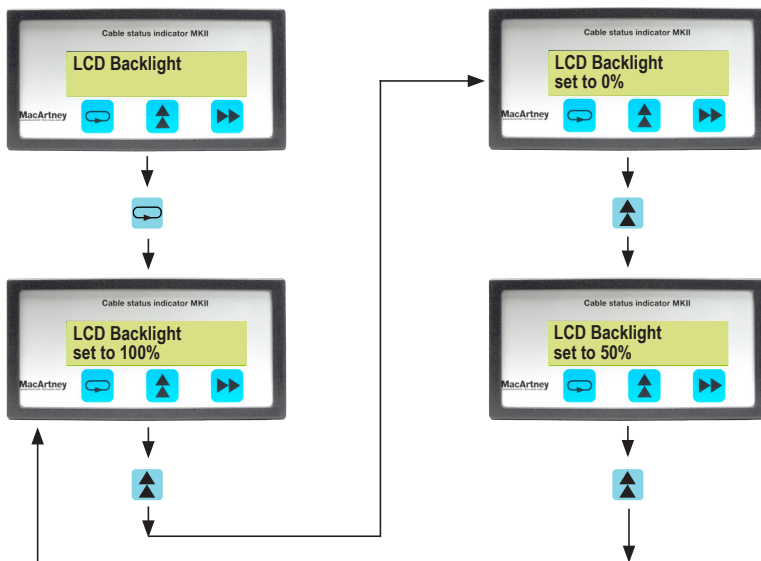 Cable status indicator MKII
LCD Backlight
MacArtney
Cable status indicator MKII
LCD Backlight
set to 0%
MacArtney
Cable status indicator MKII
LCD Backlight
set to 100%
MacArtney
Cable status indicator MKII
LCD Backlight
set to 50%
MacArtney